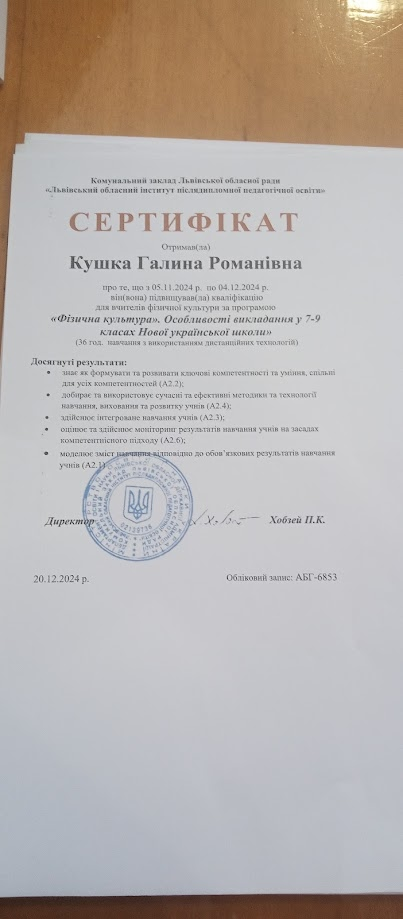 Комунальний заклад Львівської обласної ради
«Львівський обласний інститут післядипломної педагогічної освіти»
СЕРТИФІКАТ
Отримав(ла)
Кушка Галина Романівна
про те, що з 05.11.2024 р. по 04.12.2024 р.
він(вона) підвищував(ла) кваліфікацію
для вчителів фізичної культури за програмою
«Фізична культура». Особливості викладання у 7-9
класах Нової української школи»
(36 год. навчання з використанням дистанційних технологій)
Досягнуті результати:
знає як формувати та розвивати ключові компетентності та уміння, спільні
для усіх компетентностей (А2.2);
добирає та використовує сучасні та ефективні методики та технології
навчання, виховання та розвитку учнів (А2.4);
здійснює інтегроване навчання учнів (А2.3);
оцінює та здійснює моніторинг результатів навчання учнів на засадах
компетентнісного підходу (А2.6);
моделює зміст навчання відповідно до обов'язкових результатів навчання
учнів (А2.1)
Директор
Хобзей П.К.
20.12.2024 р.
Обліковий запис: АБГ-6853